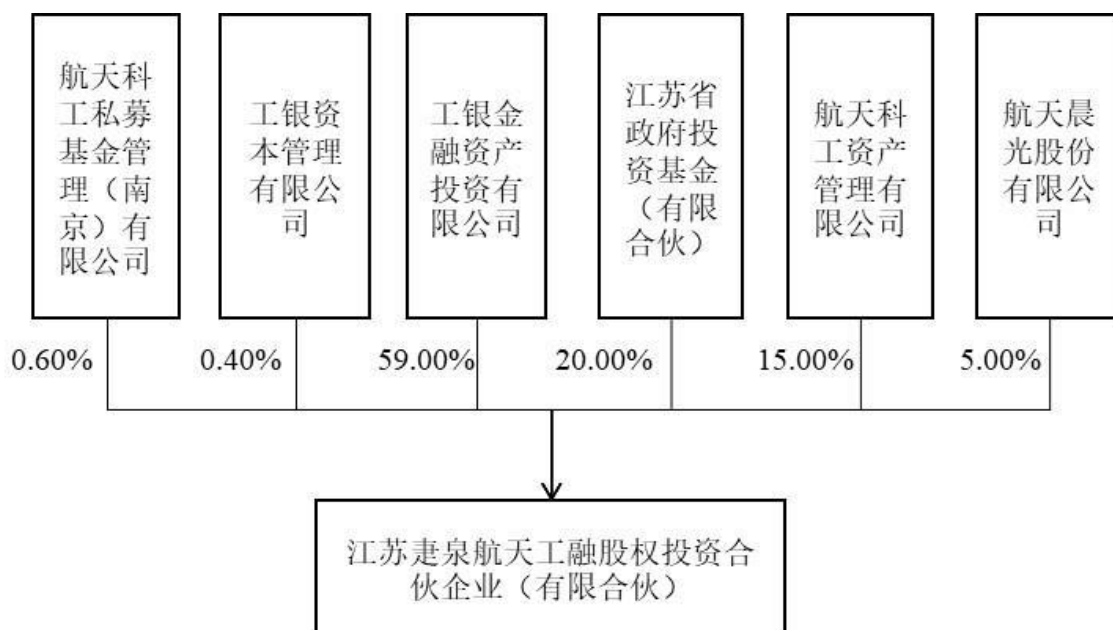 航天科
工私募
基金管
理（南
京）有
限公司
工银资
本管理
有限公
司
工银金
融资产
投资有
限公司
江苏省
政府投
资基金
（有限
合伙）
航天科
工资产
管理有
限公司
航天晨
光股份
有限公
司
0.60%
0.40%
59.00%
20.00%
15.00%
5.00%
江苏疌泉航天工融股权投资合
伙企业（有限合伙）